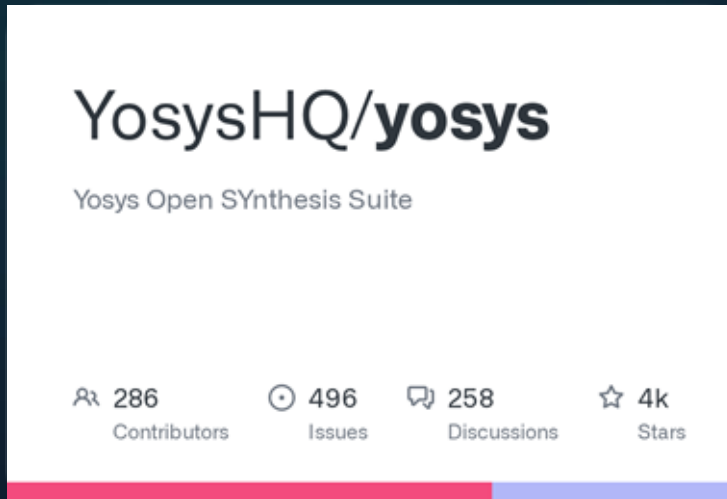 YosysHQ/yosys
Yosys Open SYnthesis Suite
286 496 258 4k
Contributors Issues Discussions Stars